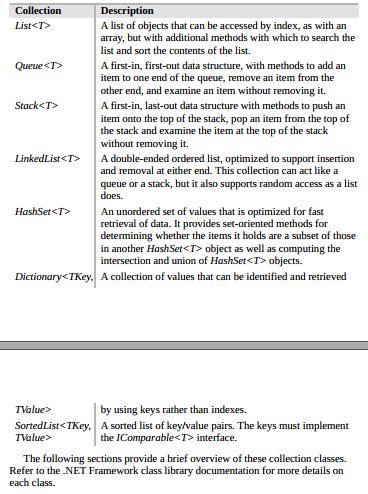 Collection Description
List<T> A list of objects that can be accessed by index, as with an
array, but with additional methods with which to search the
list and sort the contents of the list.
Queue<T> A first-in, first-out data structure, with methods to add an
item to one end of the queue, remove an item from the
other end, and examine an item without removing it.
Stack<T> A first-in, last-out data structure with methods to push an
item onto the top of the stack, pop an item from the top of
the stack and examine the item at the top of the stack
without removing it.
LinkedList<T> A double-ended ordered list, optimized to support insertion
and removal at either end. This collection can act like a
queue or a stack, but it also supports random access as a list
does.
HashSet<T> An unordered set of values that is optimized for fast
retrieval of data. It provides set-oriented methods for
determining whether the items it holds are a subset of those
in another HashSet<T> object as well as computing the
intersection and union of HashSet<T> objects.
Dictionary<TKey, A collection of values that can be identified and retrieved
TValue> by using keys rather than indexes.
SortedList<TKey, A sorted list of key/value pairs. The keys must implement
TValue> the IComparable<T> interface.
The following sections provide a brief overview of these collection classes.
Refer to the .NET Framework class library documentation for more details on
each class.